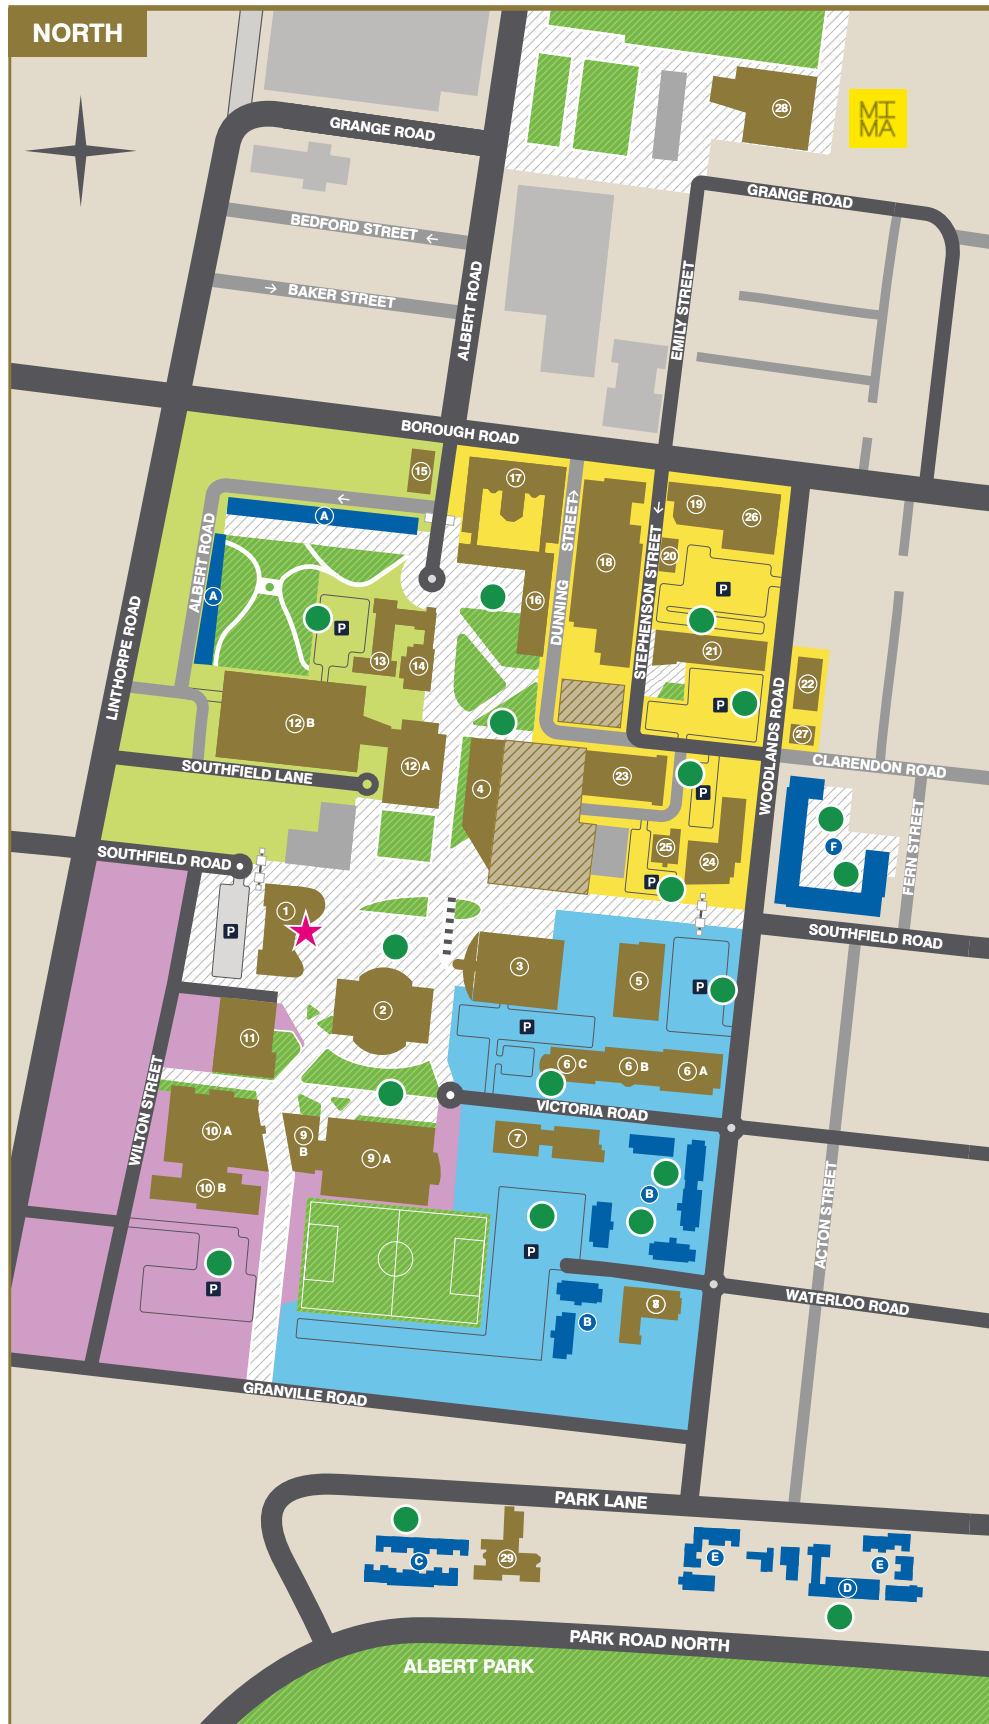 NORTH
GRANGE ROAD
28
MI
MA
GRANGE ROAD
BEDFORD STREET ←
→ BAKER STREET
ALBERT ROAD
EMILY STREET
BOROUGH ROAD
15
17
19
26
A
ALBERT ROAD
DUNNING STREET
STEPHENSON STREET
18
20
P
A
16
P
13
14
21
22
P
27
LINTHORPE ROAD
12 B
12 A
SOUTHFIELD LANE
4
23
P
WOODLANDS ROAD
CLARENDON ROAD
FERN STREET
F
25
24
SOUTHFIELD ROAD
P
1
P
SOUTHFIELD ROAD
3
5
P
2
P
11
6 C
6 B
6 A
VICTORIA ROAD
WILTON STREET
10 A
9
B
9 A
7
10 B
B
ACTON STREET
P
P
WATERLOO ROAD
8
B
GRANVILLE ROAD
PARK LANE
C
29
E
E
D
PARK ROAD NORTH
ALBERT PARK